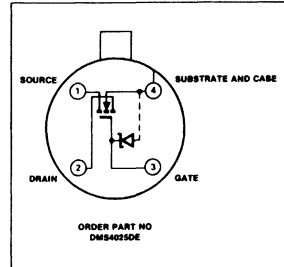 SOURCE
SUBSTRATE AND CASE
1
4
2
3
DRAIN
GATE
ORDER PART NO
DMS4025DE